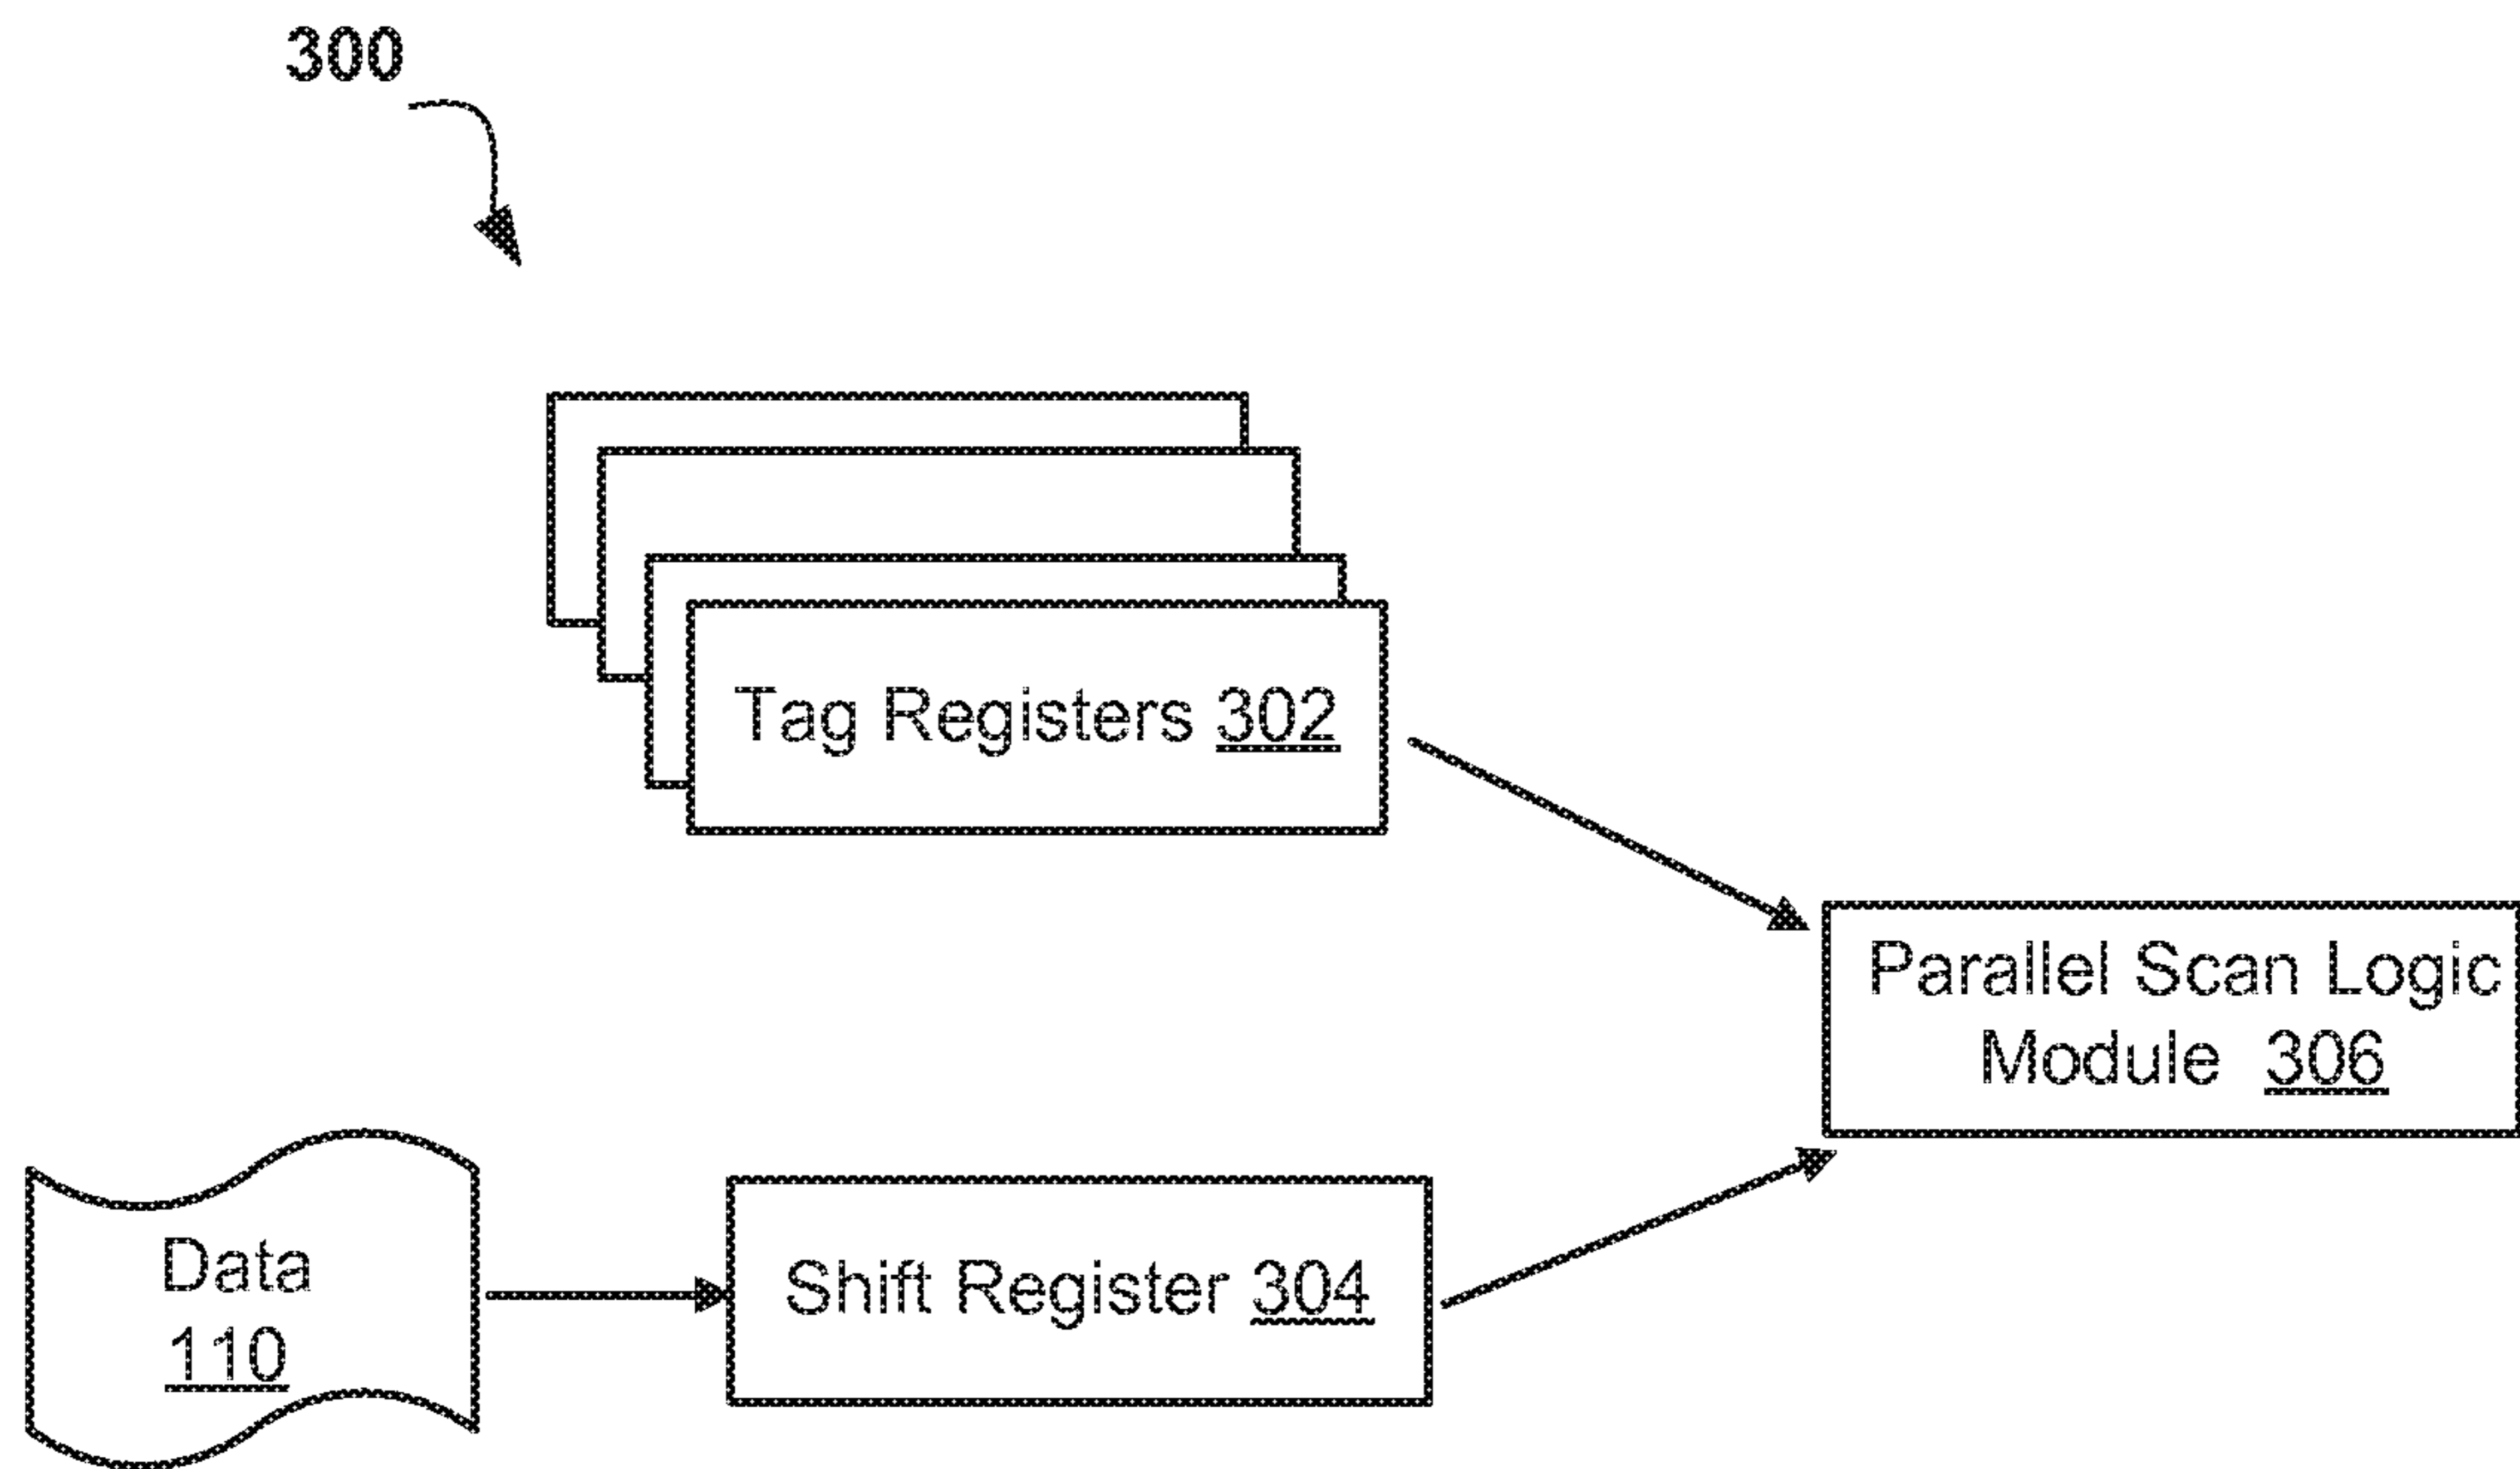 300
Tag Registers 302
Parallel Scan Logic
Module 306
Data
110
Shift Register 304